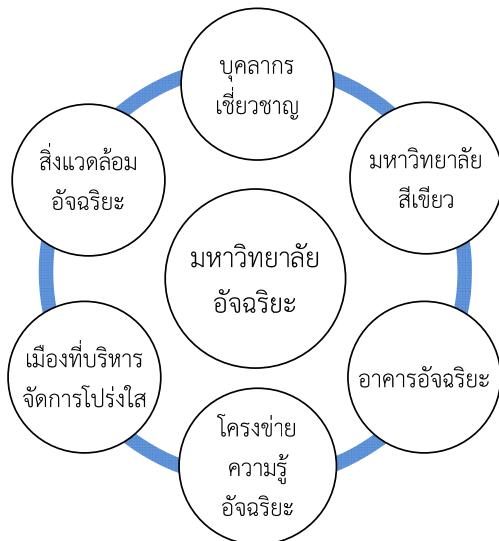 บุคลากร
เชี่ยวชาญ
มหาวิทยาลัย
สีเขียว
อาคารอัจฉริยะ
โครงข่าย
ความรู้
อัจฉริยะ
เมืองที่บริหาร
จัดการโปร่งใส
สิ่งแวดล้อม
อัจฉริยะ
มหาวิทยาลัย
อัจฉริยะ